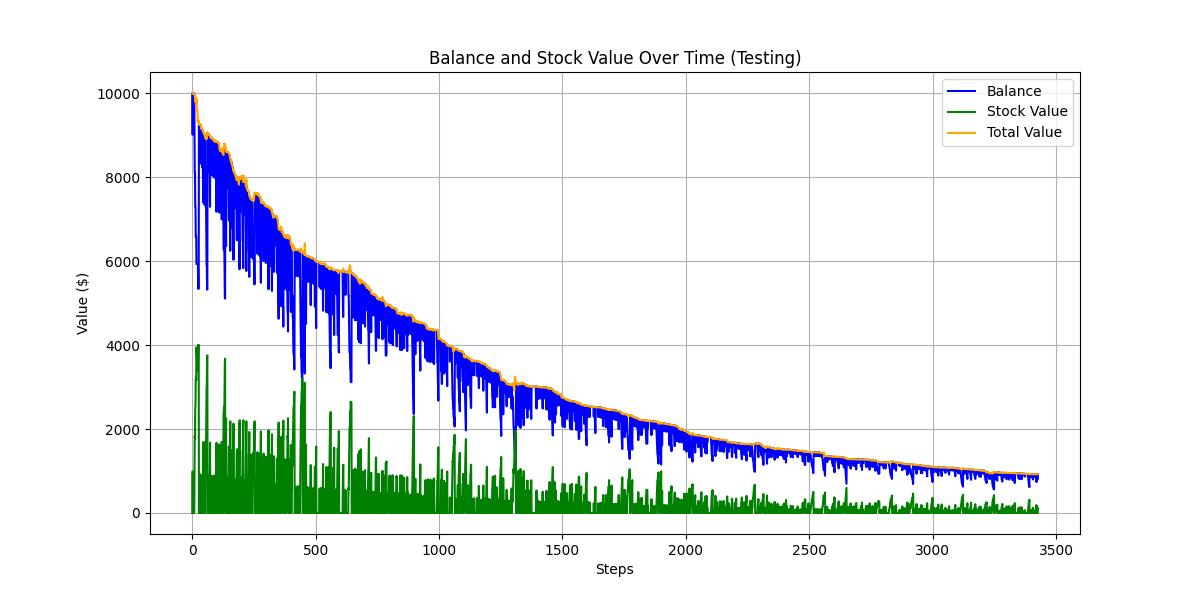 Balance and Stock Value Over Time (Testing)
Balance
Stock Value
Total Value
Value ($)
10000
8000
6000
4000
2000
0
0 500 1000 1500 2000 2500 3000 3500
Steps